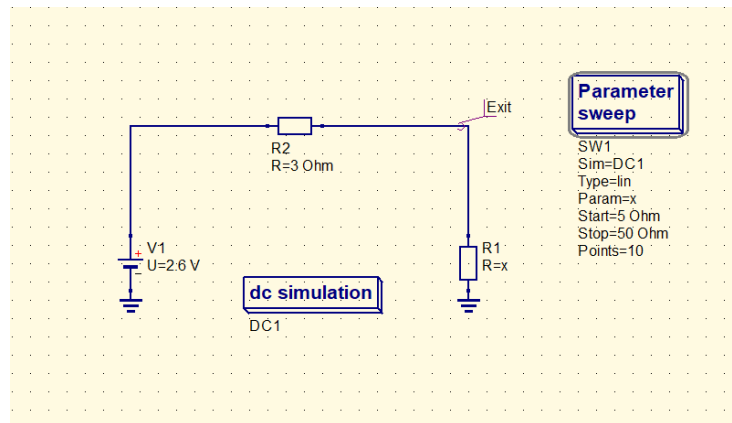 Exit
R2
R=3 Ohm
V1
U=2.6 V
R1
R=x
dc simulation
DC1
Parameter
sweep
SW1
Sim=DC1
Type=lin
Param=x
Start=5 Ohm
Stop=50 Ohm
Points=10